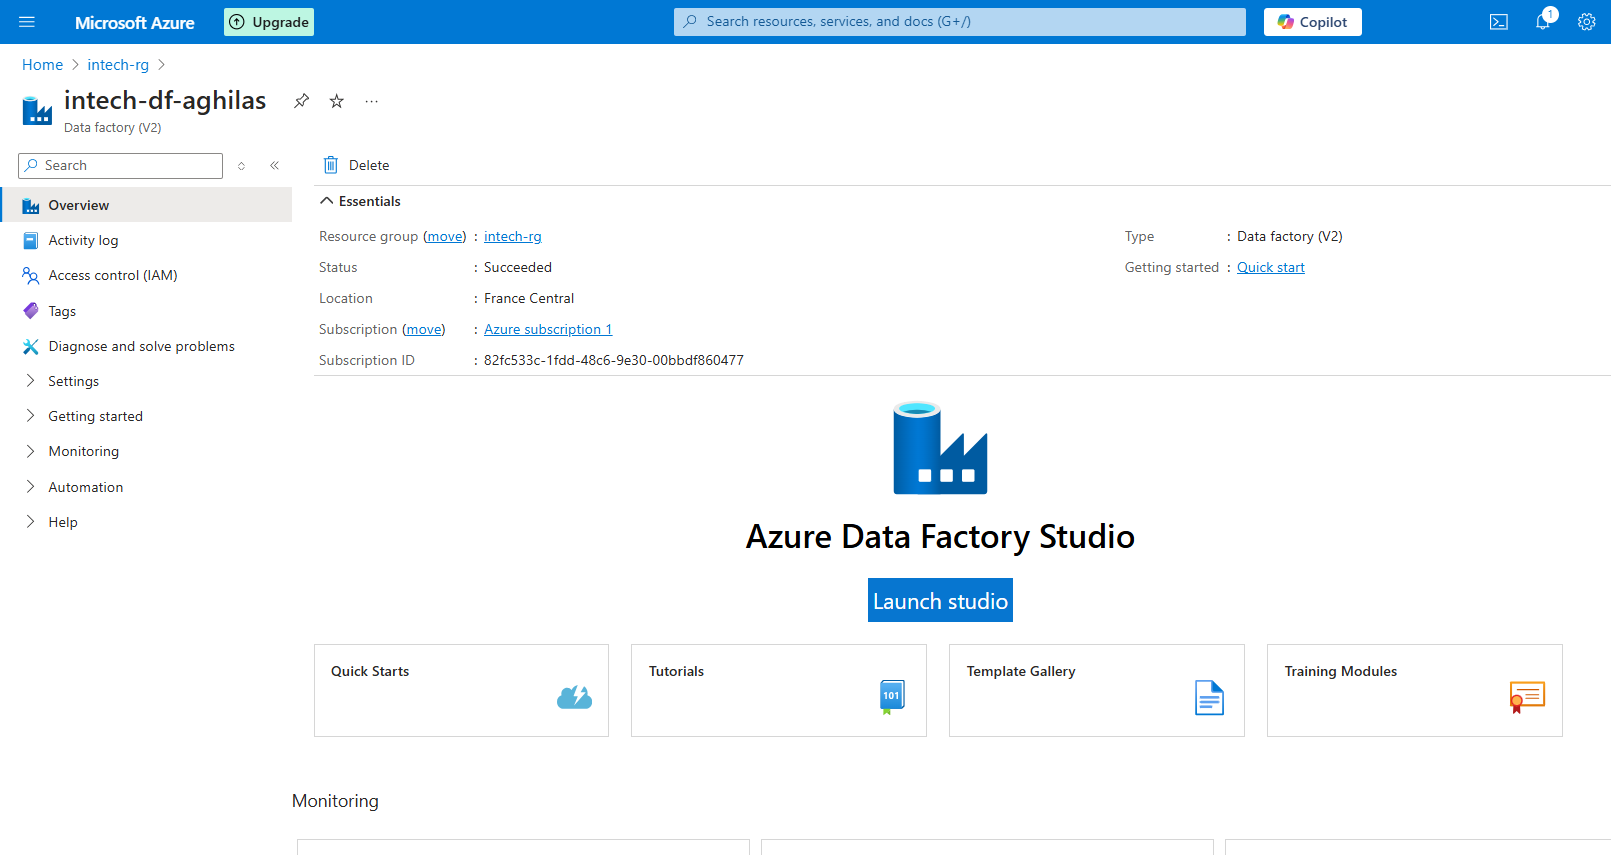 Microsoft Azure
Upgrade
Search resources, services, and docs (G+/)
Copilot
1
Home > intech-rg >
intech-df-aghilas
Data factory (V2)
Search
Delete
Overview
Activity log
Access control (IAM)
Tags
Diagnose and solve problems
Settings
Getting started
Monitoring
Automation
Help
Essentials
Resource group (move) : intech-rg
Status : Succeeded
Location : France Central
Subscription (move) : Azure subscription 1
Subscription ID : 82fc533c-1fdd-48c6-9e30-00bbdf860477
Type : Data factory (V2)
Getting started : Quick start
Azure Data Factory Studio
Launch studio
Quick Starts
Tutorials
101
Template Gallery
Training Modules
Monitoring